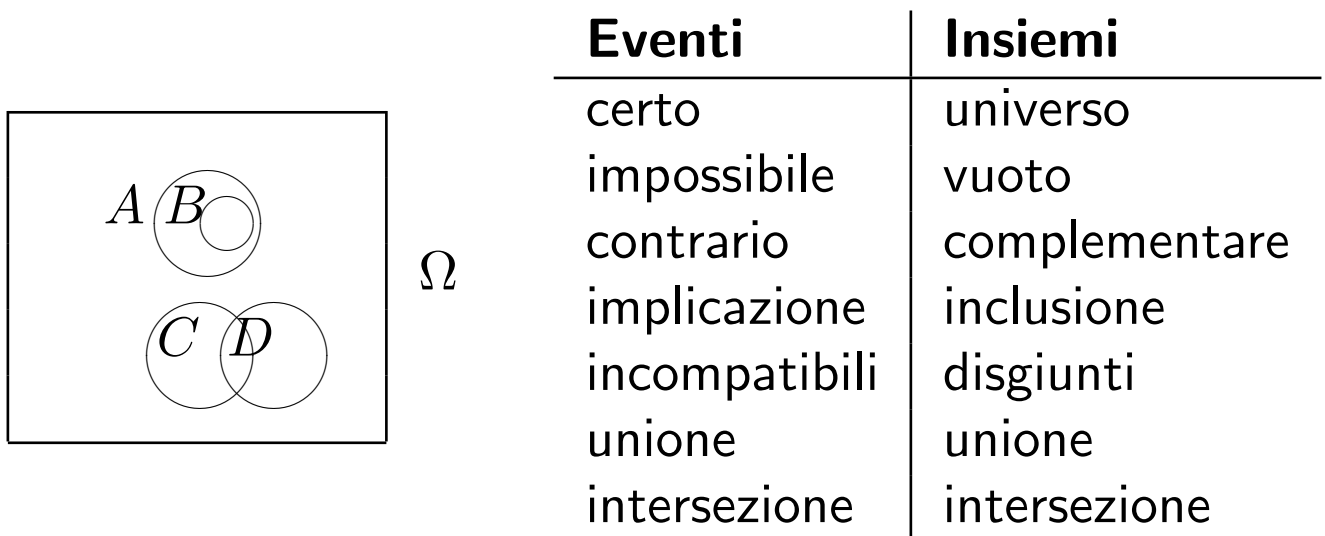 A B
C D
Ω
Eventi Insiemi
certo universo
impossibile vuoto
contrario complementare
implicazione inclusione
incompatibili disgiunti
unione unione
intersezione intersezione